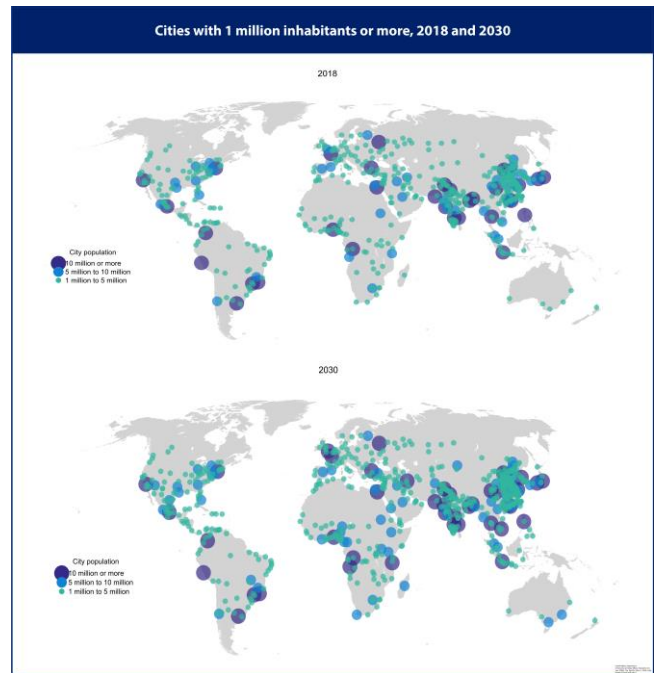 Cities with 1 million inhabitants or more, 2018 and 2030
2018
City population
10 million or more
5 million to 10 million
1 million to 5 million
2030
City population
10 million or more
5 million to 10 million
1 million to 5 million